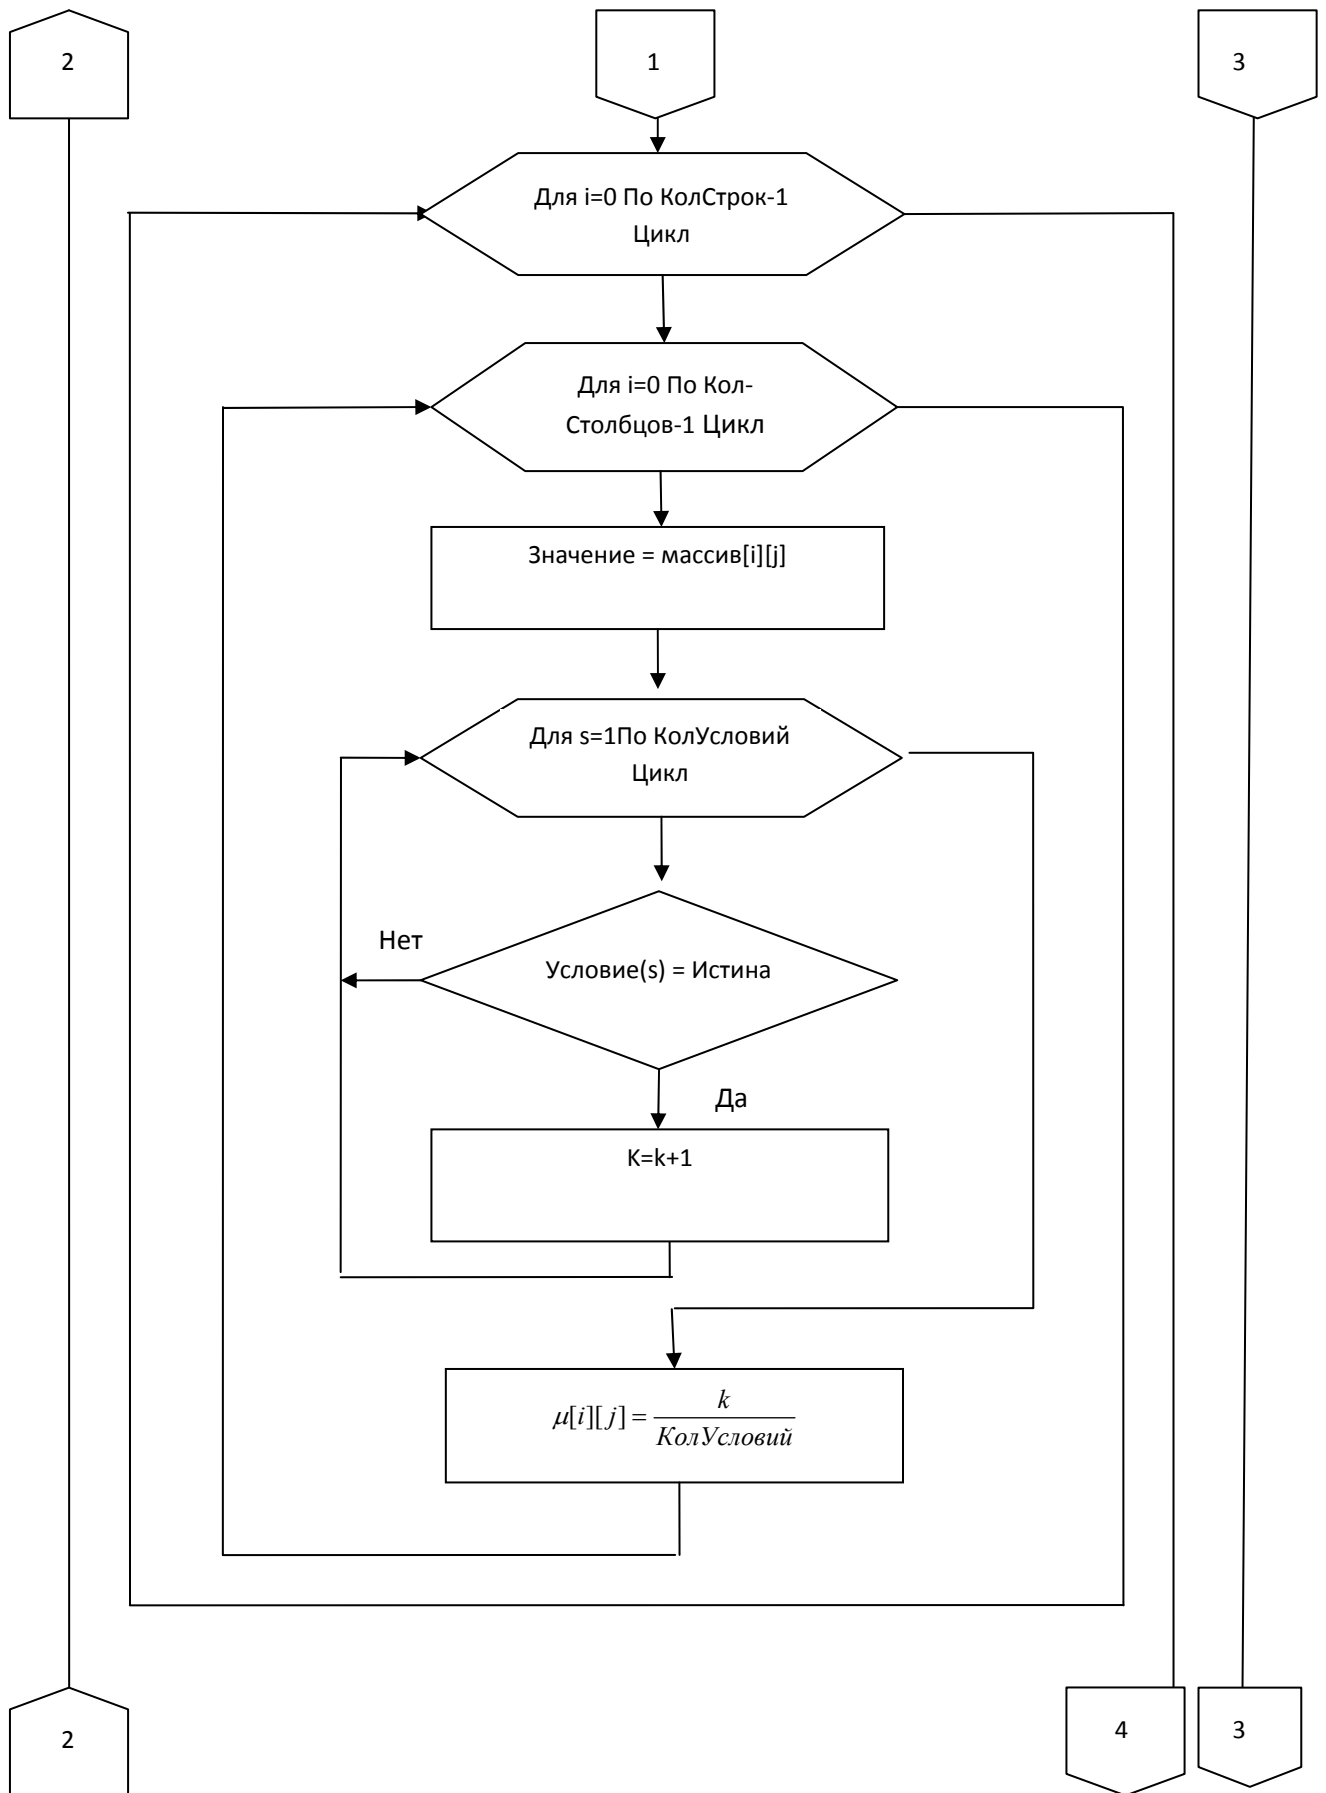 2
1
3
Для i=0 По КолСтрок-1
Цикл
Для i=0 По Кол-
Столбцов-1 Цикл
Значение = массив[i][j]
Для s=1По КолУсловий
Цикл
Нет
Условие(s) = Истина
Да
K=k+1
μ[i][j] = k / КолУсловий
2
4
3